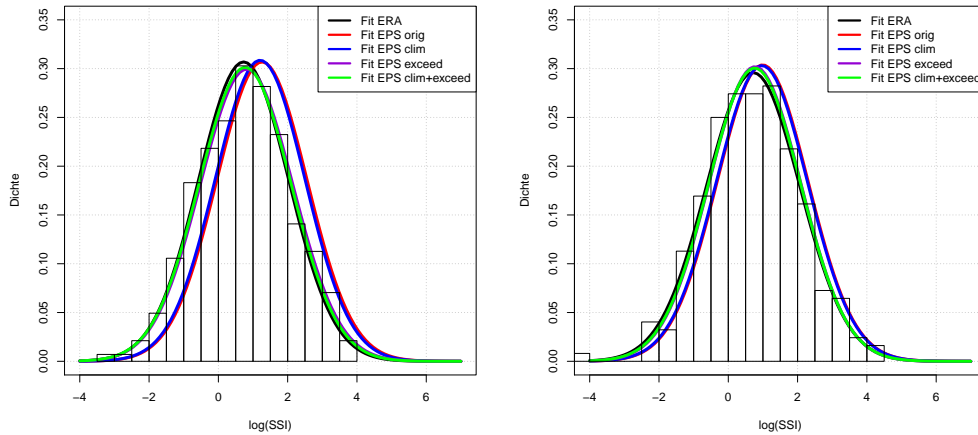 Fit ERA
Fit EPS orig
Fit EPS clim
Fit EPS exceed
Fit EPS clim+exceed
0.00 0.05 0.10 0.15 0.20 0.25 0.30 0.35
Dichte
−4 −2 0 2 4 6
log(SSI)
Fit ERA
Fit EPS orig
Fit EPS clim
Fit EPS exceed
Fit EPS clim+exceed
0.00 0.05 0.10 0.15 0.20 0.25 0.30 0.35
Dichte
−4 −2 0 2 4 6
log(SSI)